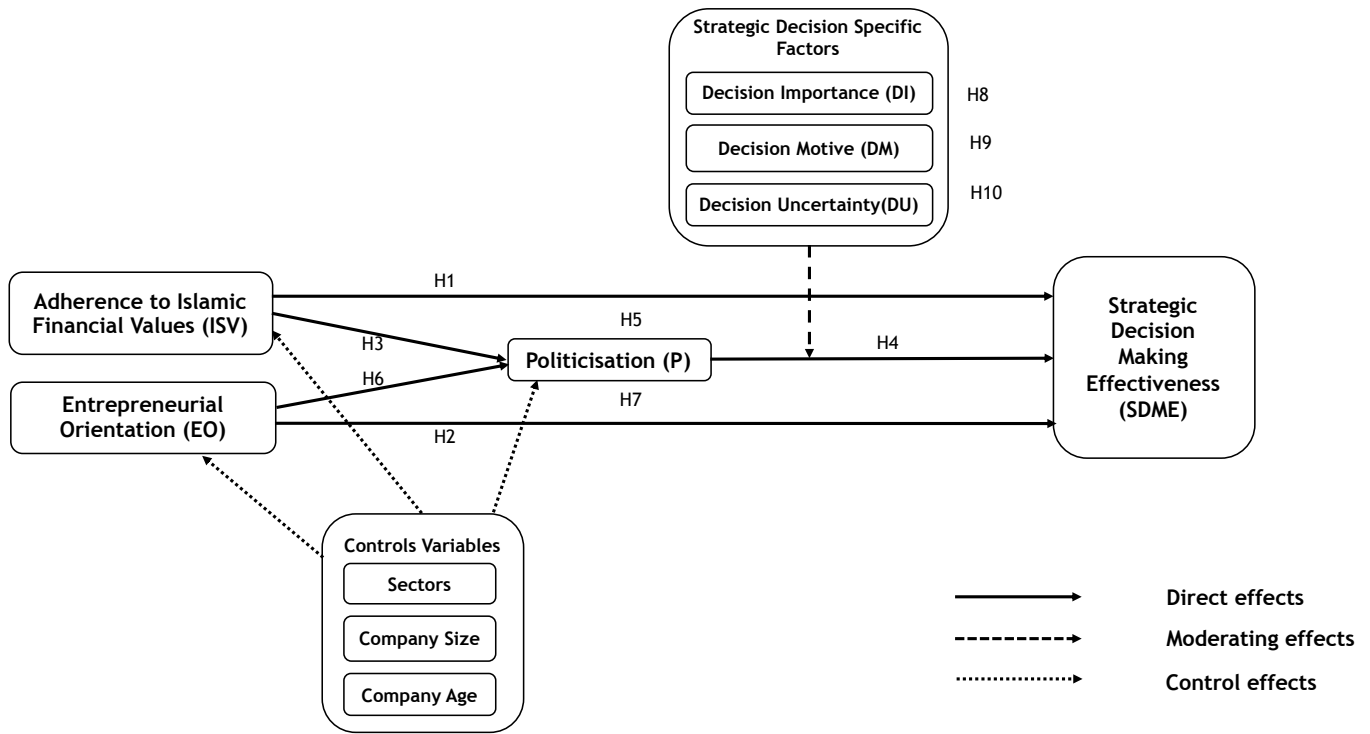 Strategic Decision Specific
Factors
Decision Importance (DI)
H8
Decision Motive (DM)
H9
Decision Uncertainty(DU)
H10
Adherence to Islamic
Financial Values (ISV)
H1
H5
H3
Politicisation (P)
H4
H6
H7
Entrepreneurial
Orientation (EO)
H2
Strategic
Decision
Making
Effectiveness
(SDME)
Controls Variables
Sectors
Company Size
Company Age
Direct effects
Moderating effects
Control effects